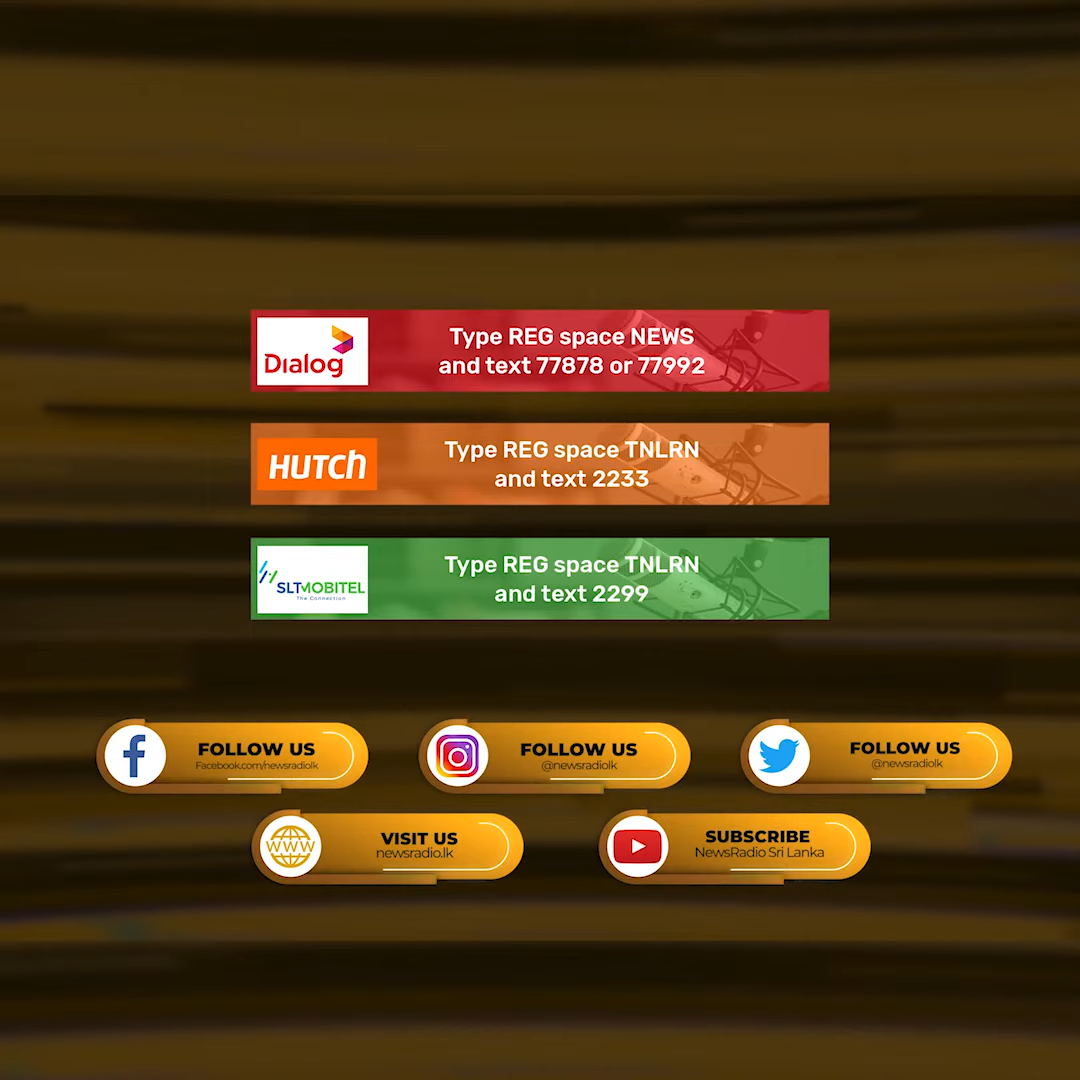 Dialog
Type REG space NEWS
and text 77878 or 77992
HUTCH
Type REG space TNLRN
and text 2233
SLTMOBITEL
The Connection
Type REG space TNLRN
and text 2299
FOLLOW US
Facebook.com/newsradiolk
FOLLOW US
@newsradiolk
FOLLOW US
@newsradiolk
WWW
VISIT US
newsradio.lk
SUBSCRIBE
NewsRadio Sri Lanka